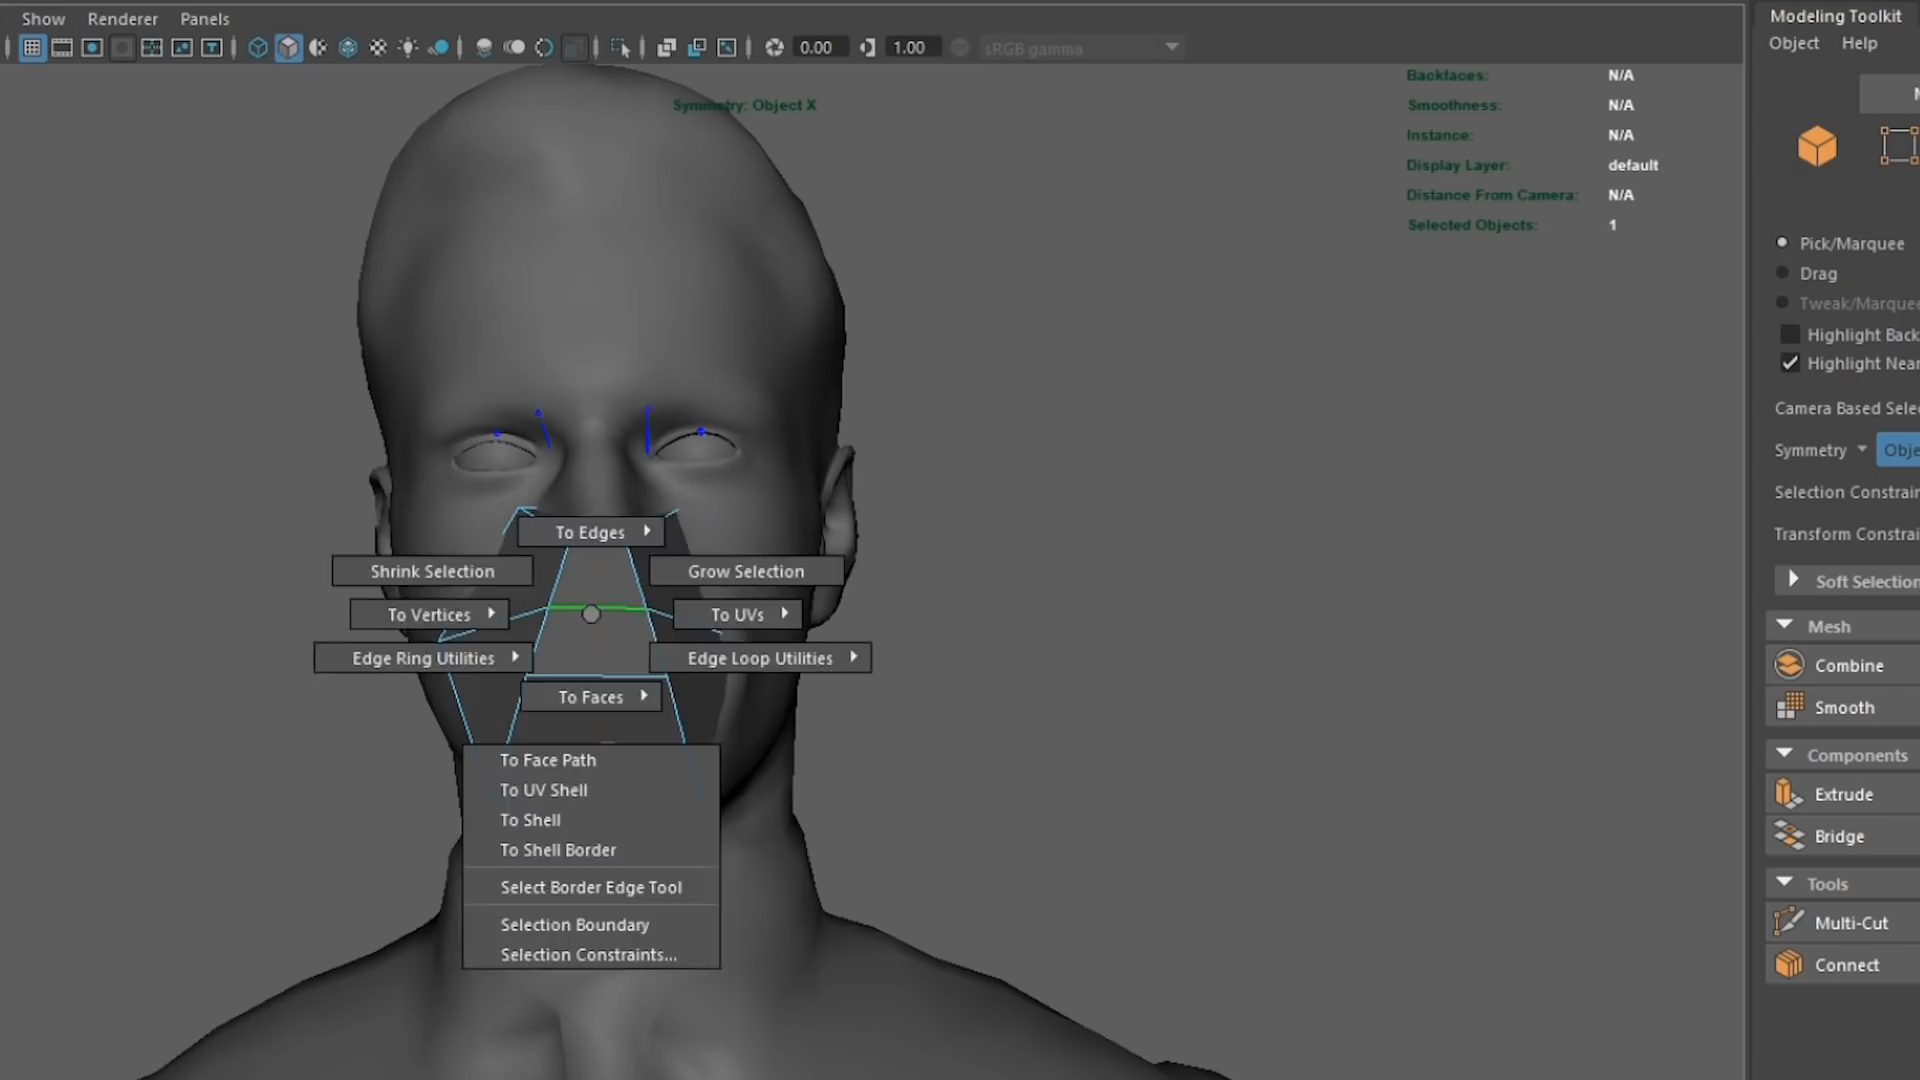 Show Renderer Panels
0.00 1.00 sRGB gamma
Symmetry: Object X
Backfaces: N/A
Smoothness: N/A
Instance: N/A
Display Layer: default
Distance From Camera: N/A
Selected Objects: 1
To Edges
Shrink Selection Grow Selection
To Vertices To UVs
Edge Ring Utilities Edge Loop Utilities
To Faces
To Face Path
To UV Shell
To Shell
To Shell Border
Select Border Edge Tool
Selection Boundary
Selection Constraints...
Modeling Toolkit
Object Help
Pick/Marquee
Drag
Tweak/Marquee
Highlight Back
Highlight Near
Camera Based Sele
Symmetry Obje
Selection Constrain
Transform Constrai
Soft Selection
Mesh
Combine
Smooth
Components
Extrude
Bridge
Tools
Multi-Cut
Connect